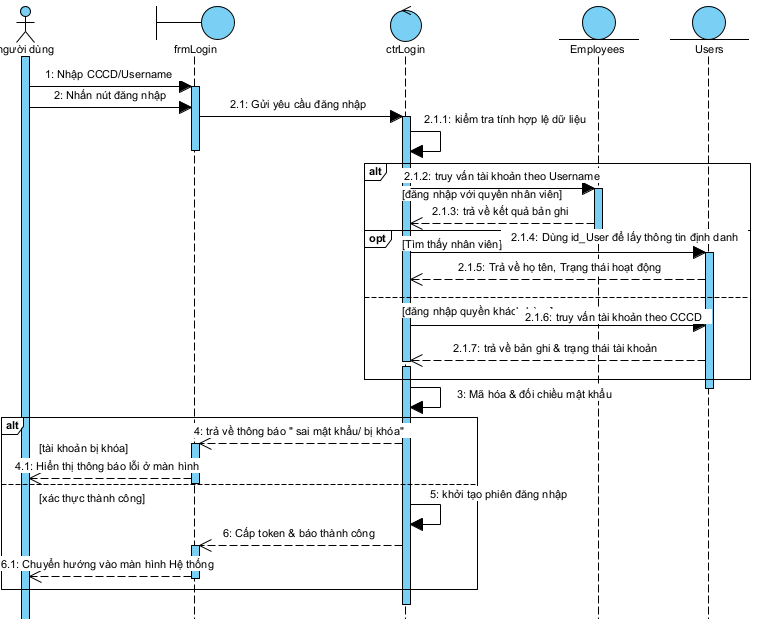 người dùng
frmLogin
ctrLogin
Employees
Users
1: Nhập CCCD/Username
2: Nhấn nút đăng nhập
2.1: Gửi yêu cầu đăng nhập
2.1.1: kiểm tra tính hợp lệ dữ liệu
alt
2.1.2: truy vấn tài khoản theo Username
[đăng nhập với quyền nhân viên]
2.1.3: trả về kết quả bản ghi
opt
2.1.4: Dùng id_User để lấy thông tin định danh
[Tìm thấy nhân viên]
2.1.5: Trả về họ tên, Trạng thái hoạt động
[đăng nhập quyền
2.1.6: truy vấn tài khoản theo CCCD
2.1.7: trả về bản ghi & trạng thái tài khoản
3: Mã hóa & đối chiều mật khẩu
alt
4: trả về thông báo " sai mật khẩu/ bị khóa"
[tài khoản bị khóa]
4.1: Hiển thị thông báo lỗi ở màn hình
[xác thực thành công]
5: khởi tạo phiên đăng nhập
6: Cấp token & báo thành công
6.1: Chuyển hướng vào màn hình Hệ thống